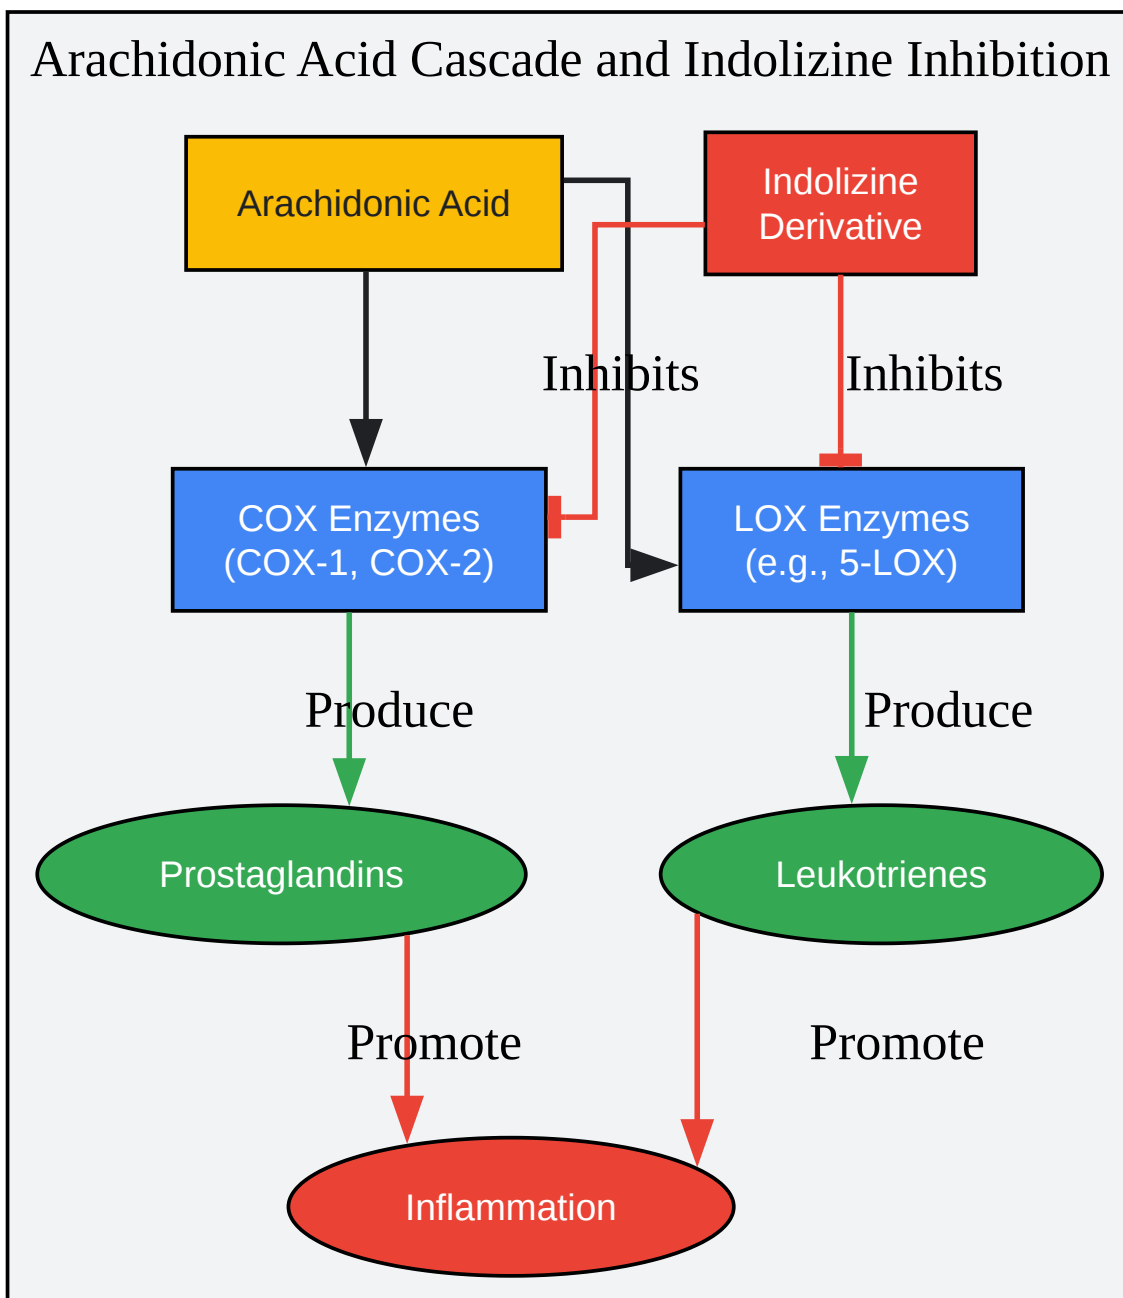 Arachidonic Acid Cascade and Indolizine Inhibition
Arachidonic Acid
Indolizine
Derivative
Inhibits
Inhibits
COX Enzymes
(COX-1, COX-2)
LOX Enzymes
(e.g., 5-LOX)
Produce
Produce
Prostaglandins
Leukotrienes
Promote
Promote
Inflammation